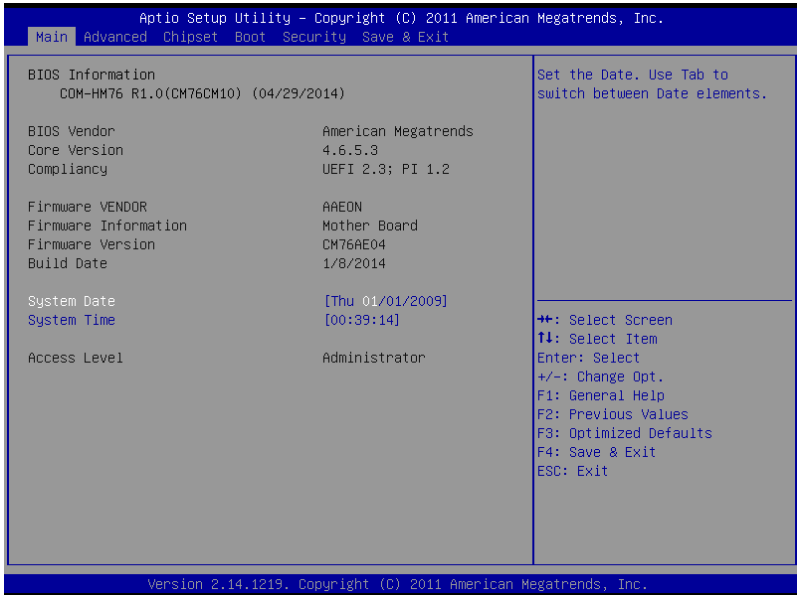 Aptio Setup Utility – Copyright (C) 2011 American Megatrends, Inc.
Main Advanced Chipset Boot Security Save & Exit
BIOS Information
COM-HM76 R1.0(CM76CM10) (04/29/2014)
BIOS Vendor American Megatrends
Core Version 4.6.5.3
Compliancy UEFI 2.3; PI 1.2
Firmware VENDOR AAEON
Firmware Information Mother Board
Firmware Version CM76AE04
Build Date 1/8/2014
System Date [Thu 01/01/2009]
System Time [00:39:14]
Access Level Administrator
Set the Date. Use Tab to
switch between Date elements.
→←: Select Screen
↑↓: Select Item
Enter: Select
+/-: Change Opt.
F1: General Help
F2: Previous Values
F3: Optimized Defaults
F4: Save & Exit
ESC: Exit
Version 2.14.1219. Copyright (C) 2011 American Megatrends, Inc.